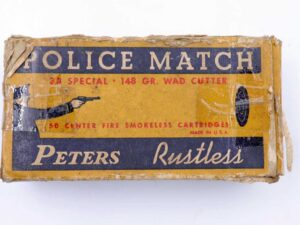 POLICE MATCH
38 SPECIAL • 148 GR. WAD CUTTER
50 CENTER FIRE SMOKELESS CARTRIDGES
MADE IN U.S.A.
PETERS Rustless